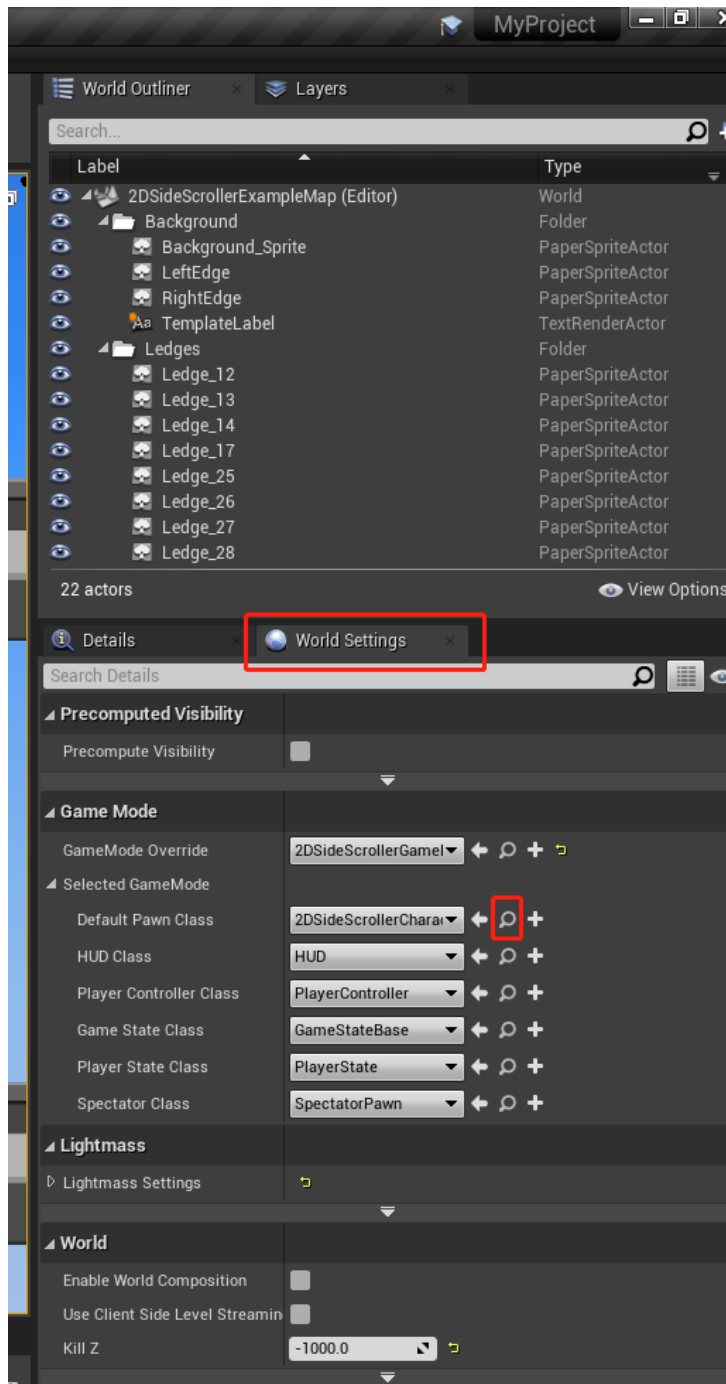 MyProject
World Outliner Layers
Search...
Label Type
2DSideScrollerExampleMap (Editor) World
Background Folder
Background_Sprite PaperSpriteActor
LeftEdge PaperSpriteActor
RightEdge PaperSpriteActor
Aa TemplateLabel TextRenderActor
Ledges Folder
Ledge_12 PaperSpriteActor
Ledge_13 PaperSpriteActor
Ledge_14 PaperSpriteActor
Ledge_17 PaperSpriteActor
Ledge_25 PaperSpriteActor
Ledge_26 PaperSpriteActor
Ledge_27 PaperSpriteActor
Ledge_28 PaperSpriteActor
22 actors View Options
Details World Settings
Search Details
Precomputed Visibility
Precompute Visibility
Game Mode
GameMode Override 2DSideScrollerGameI
Selected GameMode
Default Pawn Class 2DSideScrollerChara
HUD Class HUD
Player Controller Class PlayerController
Game State Class GameStateBase
Player State Class PlayerState
Spectator Class SpectatorPawn
Lightmass
Lightmass Settings
World
Enable World Composition
Use Client Side Level Streamin
Kill Z -1000.0